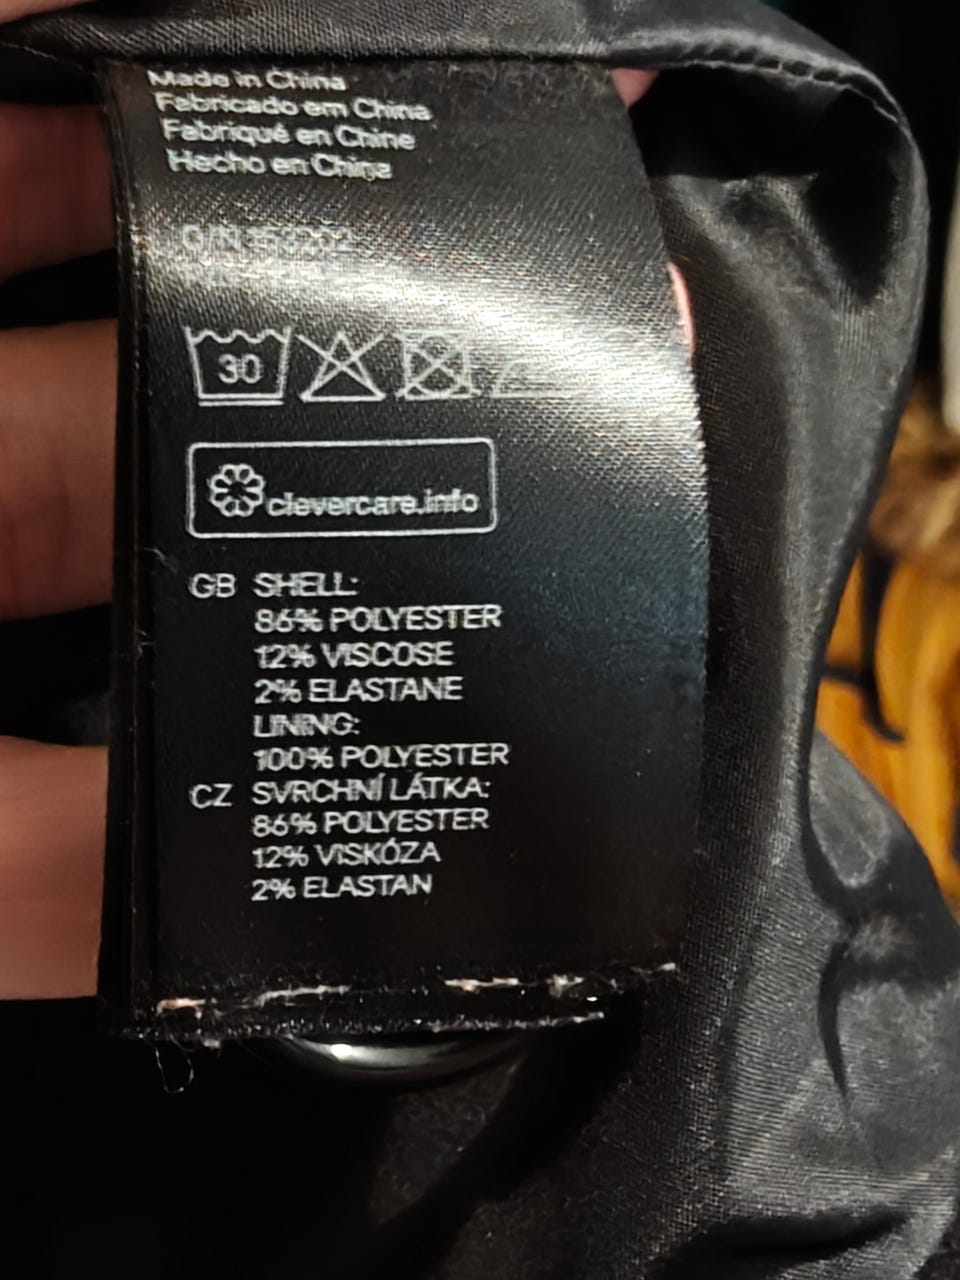 Made in China
Fabricado em China
Fabriqué en Chine
Hecho en China
O/N
30
clevercare.info
GB SHELL:
86% POLYESTER
12% VISCOSE
2% ELASTANE
LINING:
100% POLYESTER
CZ SVRCHNÍ LÁTKA:
86% POLYESTER
12% VISKÓZA
2% ELASTAN